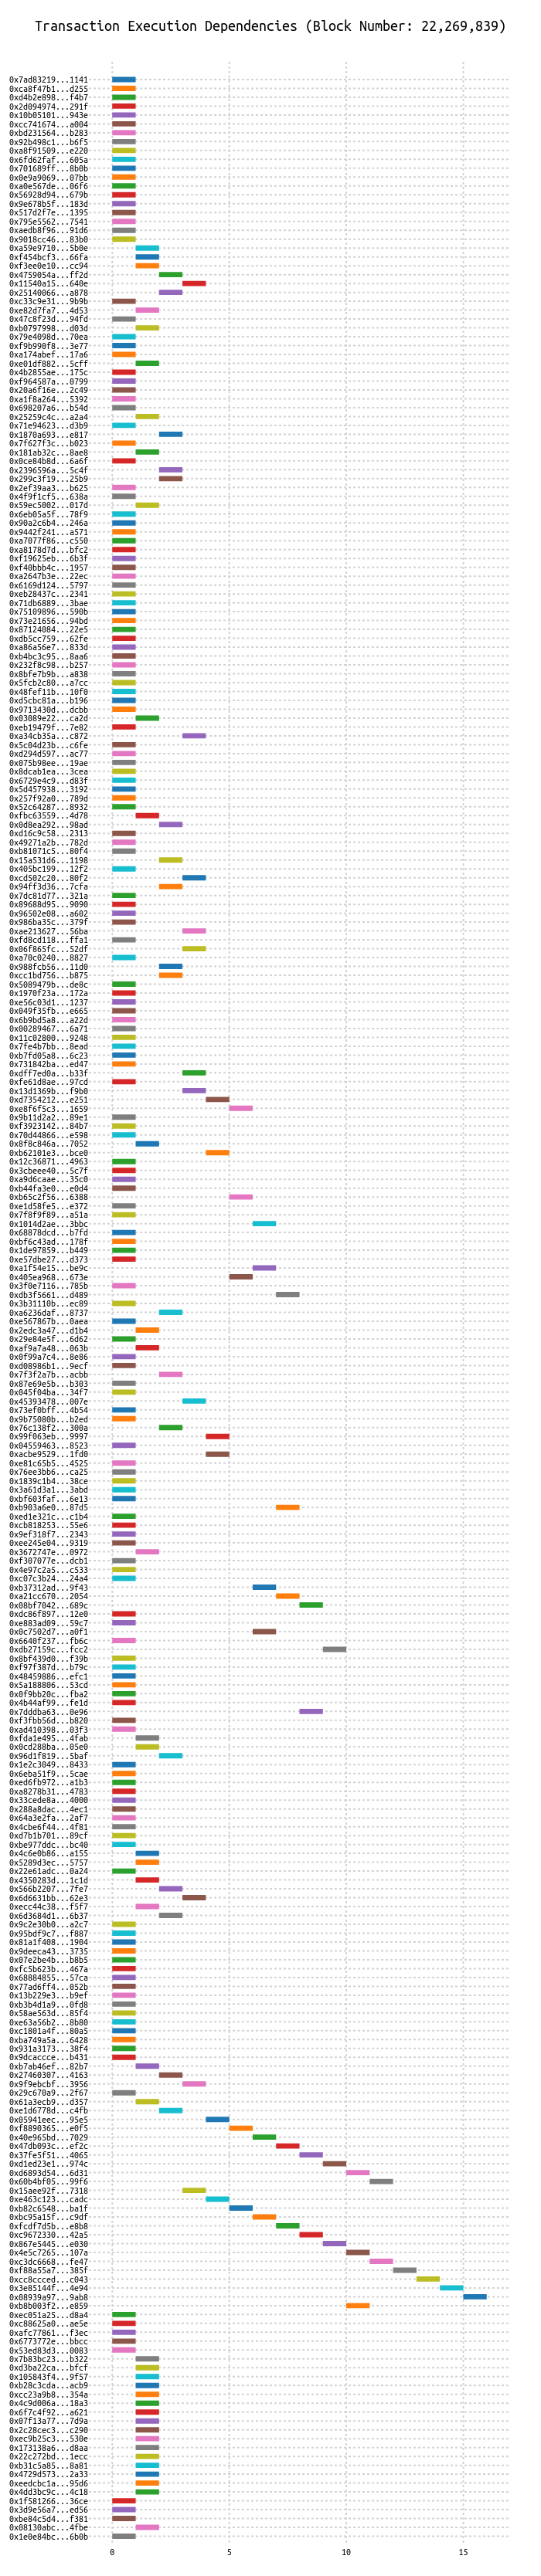 Transaction Execution Dependencies (Block Number: 22,269,839)
0x7ad83219...1141
0xca8f47b1...d255
0xd4b2e898...f4b7
0x2d094974...291f
0x10b05101...943e
0xcc741674...a004
0xbd231564...b283
0x92b498c1...b6f5
0xa8f91509...e220
0x6fd62faf...605a
0x701689ff...8b0b
0x0e9a9069...07bb
0xa0e567de...06f6
0x56928d94...679b
0x9e678b5f...183d
0x517d2f7e...1395
0x795e5562...7541
0xaedb8f96...91d6
0x9018cc46...83b0
0xa59e9710...5b0e
0xf454bcf3...66fa
0xf3ee0e10...cc94
0x4759054a...ff2d
0x11540a15...640e
0x25140066...a878
0xc33c9e31...9b9b
0xe82d7fa7...4d53
0x47c8f23d...94fd
0xb0797998...d03d
0x79e4098d...70ea
0xf9b990f8...3e77
0xa174abef...17a6
0xe01df882...5cff
0x4b2855ae...175c
0xf964587a...0799
0x20a6f16e...2c49
0xa1f8a264...5392
0x698207a6...b54d
0x25259c4c...a2a4
0x71e94623...d3b9
0x1870a693...e817
0x7f627f3c...b023
0x181ab32c...8ae8
0x0ce84b8d...6a6f
0x2396596a...5c4f
0x299c3f19...25b9
0x2ef39aa3...b625
0x4f9f1cf5...638a
0x59ec5002...017d
0x6eb05a5f...78f9
0x90a2c6b4...246a
0x9442f241...a571
0xa7077f86...c550
0xa8178d7d...bfc2
0xf19625eb...6b3f
0xf40bbb4c...1957
0xa2647b3e...22ec
0x6169d124...5797
0xeb28437c...2341
0x71db6889...3bae
0x75109896...590b
0x73e21656...94bd
0x87124084...22e5
0xdb5cc759...62fe
0xa86a56e7...833d
0xb4bc3c95...8aa6
0x232f8c98...b257
0x8bfe7b9b...a838
0x5fcb2c80...a7cc
0x48fef11b...10f0
0xd5cbc81a...b196
0x9713430d...dcbb
0x03089e22...ca2d
0xeb19479f...7e02
0xa34cb35a...c872
0x5c04d23b...c6fe
0xd294d597...ac77
0x075b98ee...19ae
0x8dcab1ea...3cea
0x6729e4c9...d83f
0x5d457938...3192
0x257f92a0...789d
0x52c64287...8932
0xfbc63559...4d78
0x0d8ea292...98ad
0xd16c9c58...2313
0x49271a2b...782d
0xb81071c5...80f4
0x15a531d6...1198
0x405bc199...12f2
0xcd502c20...80f2
0x94ff3d36...7cfa
0x7dc81d77...321a
0x89688d95...9090
0x96502e08...a602
0x986ba35c...379f
0xae213627...56ba
0xfd8cd118...ffa1
0x06f865fc...52df
0xa70c0240...8827
0x988fcb56...11d0
0xcc1bd756...b875
0x5089479b...de8c
0x1970f23a...172a
0xe56c03d1...1237
0x049f35fb...e665
0x6b9bd5a8...a22d
0x00289467...6a71
0x11c02800...9248
0x7fe4b7bb...8ead
0xb7fd05a8...6c23
0x731842ba...ed47
0xdff7ed0a...b33f
0xfe61d8ae...97cd
0x13d1369b...f9b0
0xd7354212...e251
0xe8f6f5c3...1659
0x9b11d2a2...89e1
0xf3923142...84b7
0x70d44866...e598
0x8f8c846a...7052
0xb62101e3...bce0
0x12c36871...4963
0x3cbeee40...5c7f
0xa9d6caae...35c0
0xb44fa3e0...e0d4
0xb65c2f56...6388
0xe1d58fe5...e372
0x7f8f9f89...a51a
0x1014d2ae...3bbc
0x68878dcd...b7fd
0xbf6c43ad...178f
0x1de97859...b449
0xe57dbe27...d373
0xa1f54e15...be9c
0x405ea968...673e
0x3f0e7116...785b
0xdb3f5661...d489
0x3b31110b...ec89
0xa6236daf...8737
0xe567867b...0aea
0x2edc3a47...d1b4
0x29e84e5f...6d62
0xaf9a7a48...063b
0x0f99a7c4...8e86
0xd08986b1...9ecf
0x7f3f2a7b...acbb
0x87e69e5b...b303
0x045f04ba...34f7
0x45393478...007e
0x73ef0bff...4b54
0x9b75080b...b2ed
0x76c138f2...300a
0x99f063eb...9997
0x04559463...8523
0xacbe9529...1fd0
0xe81c65b5...4525
0x76ee3bb6...ca25
0x1839c1b4...38ce
0x3a61d3a1...3abd
0xbf603faf...6e13
0xb903a6e0...87d5
0xed1e321c...c1b4
0xcb818253...55e6
0x9ef318f7...2343
0xee245e04...9319
0x3672747e...0972
0xf307077e...dcb1
0x4e97c2a5...c533
0xc07c3b24...24a4
0xb37312ad...9f43
0xa21cc670...2054
0x08bf7042...689c
0xdc86f897...12e0
0xe883ad09...59c7
0x0c7502d7...a0f1
0x6640f237...fb6c
0xdb27159c...fcc2
0x8bf439d0...f39b
0xf97f387d...b79c
0x48459886...efc1
0x5a188806...53cd
0x0f9bb20c...fba2
0x4b44af99...fe1d
0x7dddba63...0e96
0xf3fbb56d...b820
0xad410398...03f3
0xfda1e495...4fab
0x0cd288ba...05e0
0x96d1f819...5baf
0x1e2c3049...8433
0x6eba51f9...5cae
0xed6fb972...a1b3
0xa8278b31...4783
0x33cede8a...4000
0x288a8dac...4ec1
0x64a3e2fa...2af7
0x4cbe6f44...4f81
0xd7b1b701...89cf
0xbe977ddc...bc40
0x4c6e0b86...a155
0x5289d3ec...5757
0x22e61adc...0a24
0x4350283d...1c1d
0x566b2207...7fe7
0x6d6631bb...62e3
0xecc44c38...f5f7
0x6d3684d1...6b37
0x9c2e30b0...a2c7
0x95bdf9c7...f887
0x81a1f408...1904
0x9deeca43...3735
0x07e2be4b...b8b5
0xfc5b623b...467a
0x68884855...57ca
0x77ad6ff4...052b
0x13b229e3...b9ef
0xb3b4d1a9...0fd8
0x58ae563d...85f4
0xe63a56b2...8b80
0xc1801a4f...80a5
0xba749a5a...6428
0x931a3173...38f4
0x9dcaccce...b431
0xb7ab46ef...82b7
0x27460307...4163
0x9f9ebcbf...3956
0x29c670a9...2f67
0x61a3ecb9...d357
0xe1d6778d...c4fb
0x05941eec...95e5
0xf8890365...e0f5
0x40e965bd...7029
0x47db093c...ef2c
0x37fe5f51...4065
0xd1ed23e1...974c
0xd6893d54...6d31
0x60b4bf05...99f6
0x15aee92f...7318
0xe463c123...cadc
0xb82c6548...ba1f
0xbc95a15f...c9df
0xfcdf7d5b...e8b8
0xc9672330...42a5
0x867e5445...e030
0x4e5c7265...107a
0xc3dc6668...fe47
0xf88a55a7...385f
0xcc8ccced...c043
0x3e85144f...4e94
0x08939a97...9ab8
0xb8b003f2...e859
0xec051a25...d8a4
0xc88625a0...ae5e
0xafc77861...f3ec
0x6773772e...bbcc
0x53ed83d3...0083
0x7b83bc23...b322
0xd3ba22ca...bfcf
0x105843f4...9f57
0xb28c3cda...acb9
0xcc23a9b8...354a
0x4c9d006a...18a3
0x6f7c4f92...a621
0x07f13a77...7d9a
0x2c28cec3...c290
0xec9b25c3...530e
0x173138a6...d8aa
0x22c272bd...1ecc
0xb31c5a85...8a81
0x4729d573...2a33
0xeedcbc1a...95d6
0x4dd3bc9c...4c18
0x1f581266...36ce
0x3d9e56a7...ed56
0xbe84c5d4...f381
0x08130abc...4fbe
0x1e0e84bc...6b0b
0 5 10 15